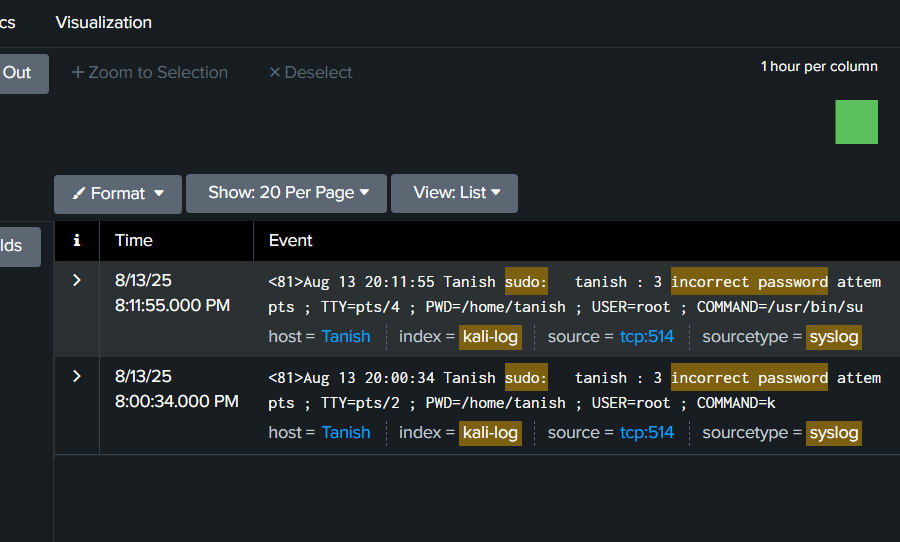 cs Visualization
Out + Zoom to Selection × Deselect 1 hour per column
Format Show: 20 Per Page View: List
lds i Time Event
8/13/25 <81>Aug 13 20:11:55 Tanish sudo: tanish : 3 incorrect password attem
8:11:55.000 PM pts ; TTY=pts/4 ; PWD=/home/tanish ; USER=root ; COMMAND=/usr/bin/su
host = Tanish index = kali-log source = tcp:514 sourcetype = syslog
8/13/25 <81>Aug 13 20:00:34 Tanish sudo: tanish : 3 incorrect password attem
8:00:34.000 PM pts ; TTY=pts/2 ; PWD=/home/tanish ; USER=root ; COMMAND=k
host = Tanish index = kali-log source = tcp:514 sourcetype = syslog